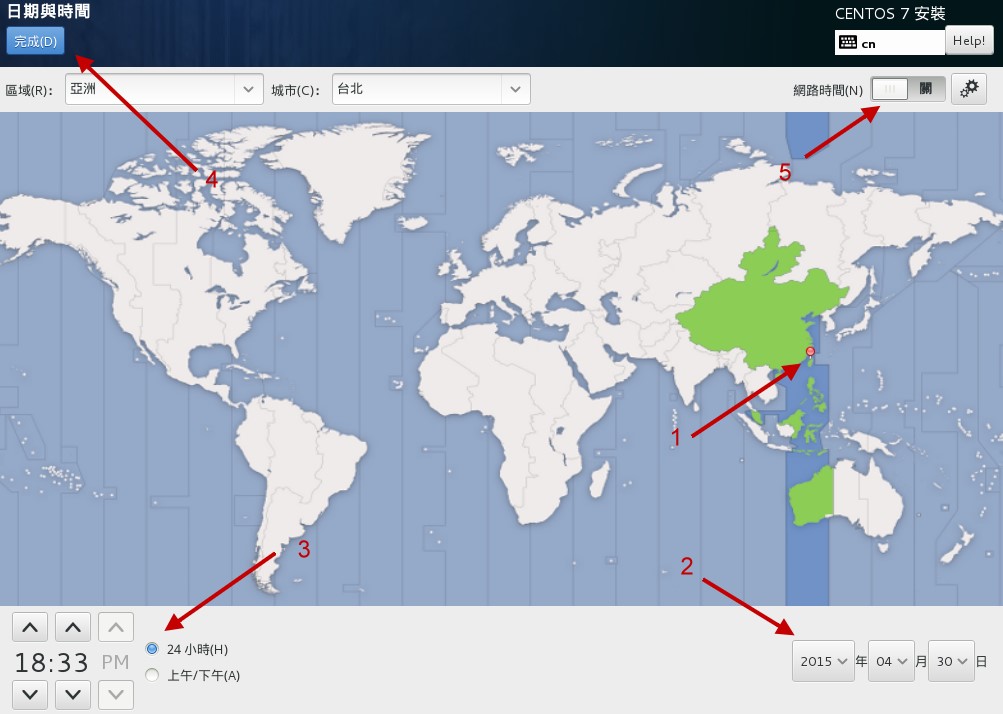 日期與時間
CENTOS 7 安裝
完成(D)
cn
Help!
區域(R):
亞洲
城市(C):
台北
網路時間(N)
關
4
5
1
3
2
18:33 PM
24 小時(H)
上午/下午(A)
2015 年 04 月 30 日